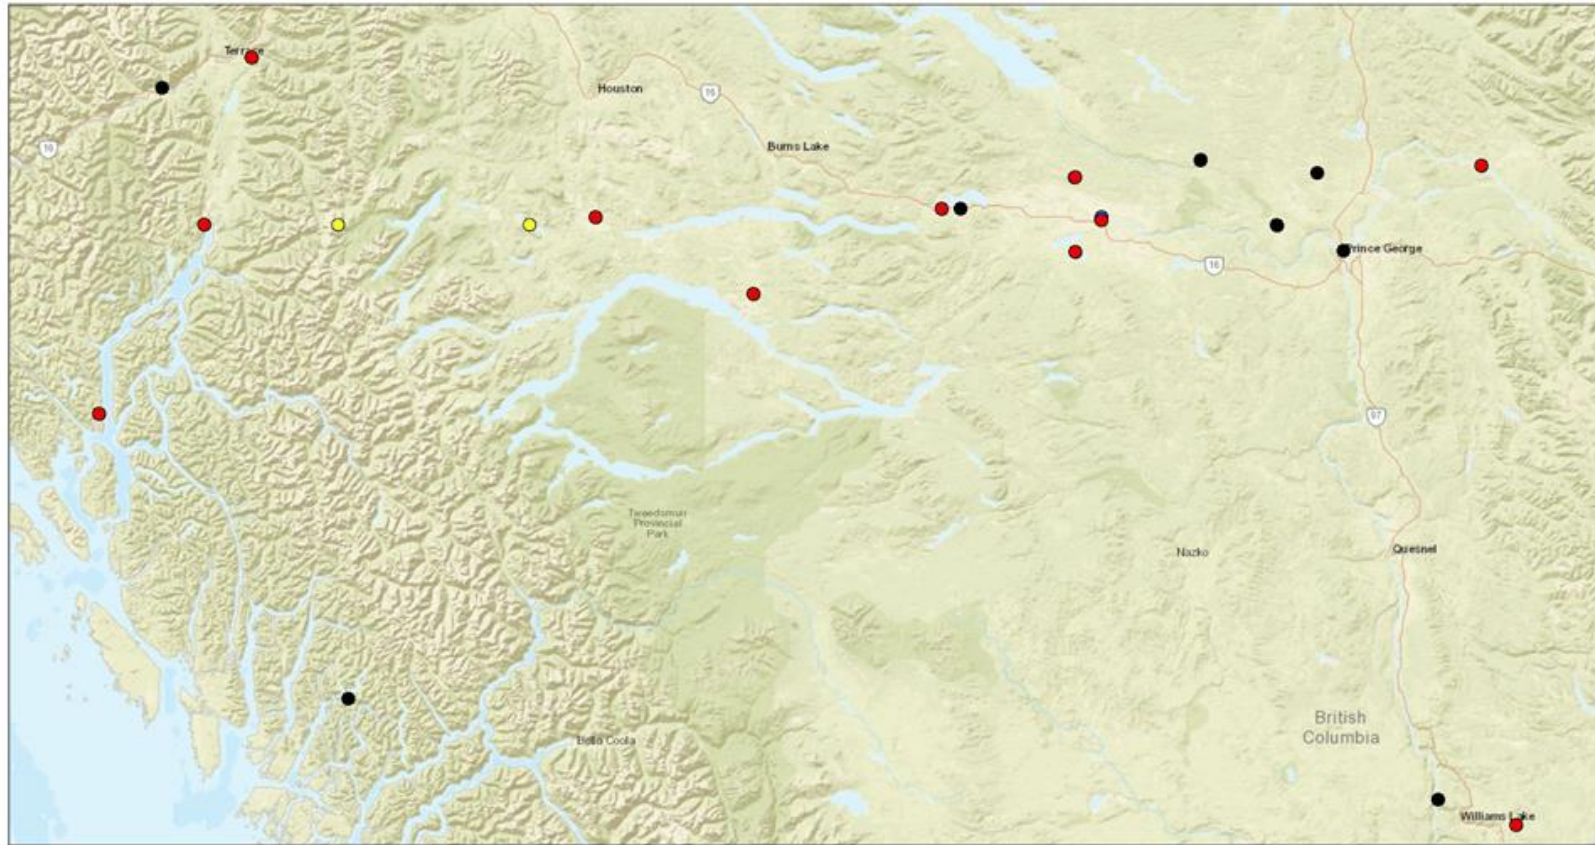 Terrace
Houston
16
Burns Lake
16
Prince George
16
97
Tweedsmuir
Provincial
Park
Nazko
Quesnel
British
Columbia
Bella Coola
Williams Lake